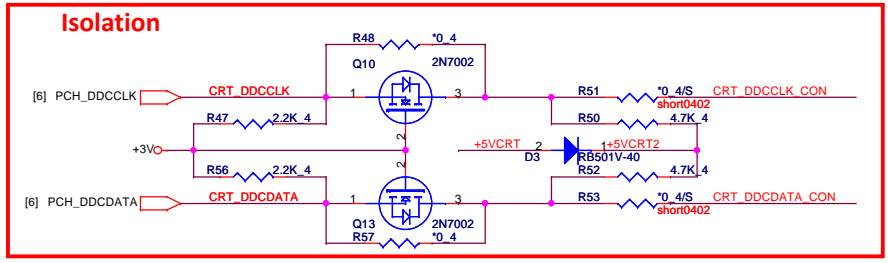 Isolation
R48 *0_4
Q10 2N7002
[6] PCH_DDCCLK CRT_DDCCLK 1 3 R51 *0_4/S CRT_DDCCLK_CON
short0402
R47 2.2K_4 R50 4.7K_4
2
+3V +5VCRT 2 1 +5VCRT2
D3 RB501V-40
2
R56 2.2K_4 R52 4.7K_4
[6] PCH_DDCDATA CRT_DDCDATA 1 3 R53 *0_4/S CRT_DDCDATA_CON
short0402
Q13 2N7002
R57 *0_4